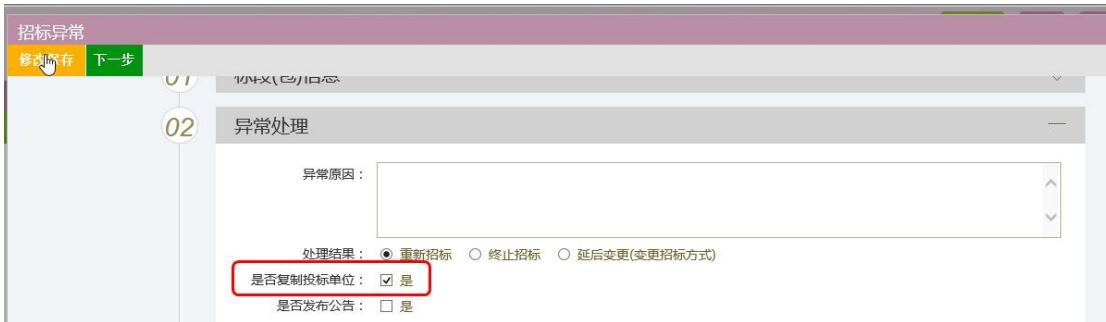 招标异常
修改保存 下一步
01 标段(包)信息
02 异常处理
异常原因：
处理结果： 重新招标 终止招标 延后变更(变更招标方式)
是否复制投标单位： 是
是否发布公告： 是